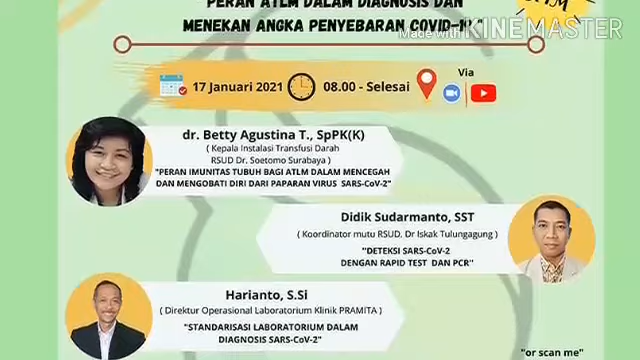 "PERAN ATLM DALAM DIAGNOSIS DAN
MENEKAN ANGKA PENYEBARAN COVID-19"
Made with KINEMASTER
17 Januari 2021
08.00 - Selesai
Via
dr. Betty Agustina T., SpPK(K)
( Kepala Instalasi Transfusi Darah
RSUD Dr. Soetomo Surabaya )
"PERAN IMUNITAS TUBUH BAGI ATLM DALAM MENCEGAH
DAN MENGOBATI DIRI DARI PAPARAN VIRUS SARS-CoV-2"
Didik Sudarmanto, SST
( Koordinator mutu RSUD. Dr Iskak Tulungagung )
"DETEKSI SARS-CoV-2
DENGAN RAPID TEST DAN PCR"
Harianto, S.Si
( Direktur Operasional Laboratorium Klinik PRAMITA )
"STANDARISASI LABORATORIUM DALAM
DIAGNOSIS SARS-CoV-2"
"or scan me"